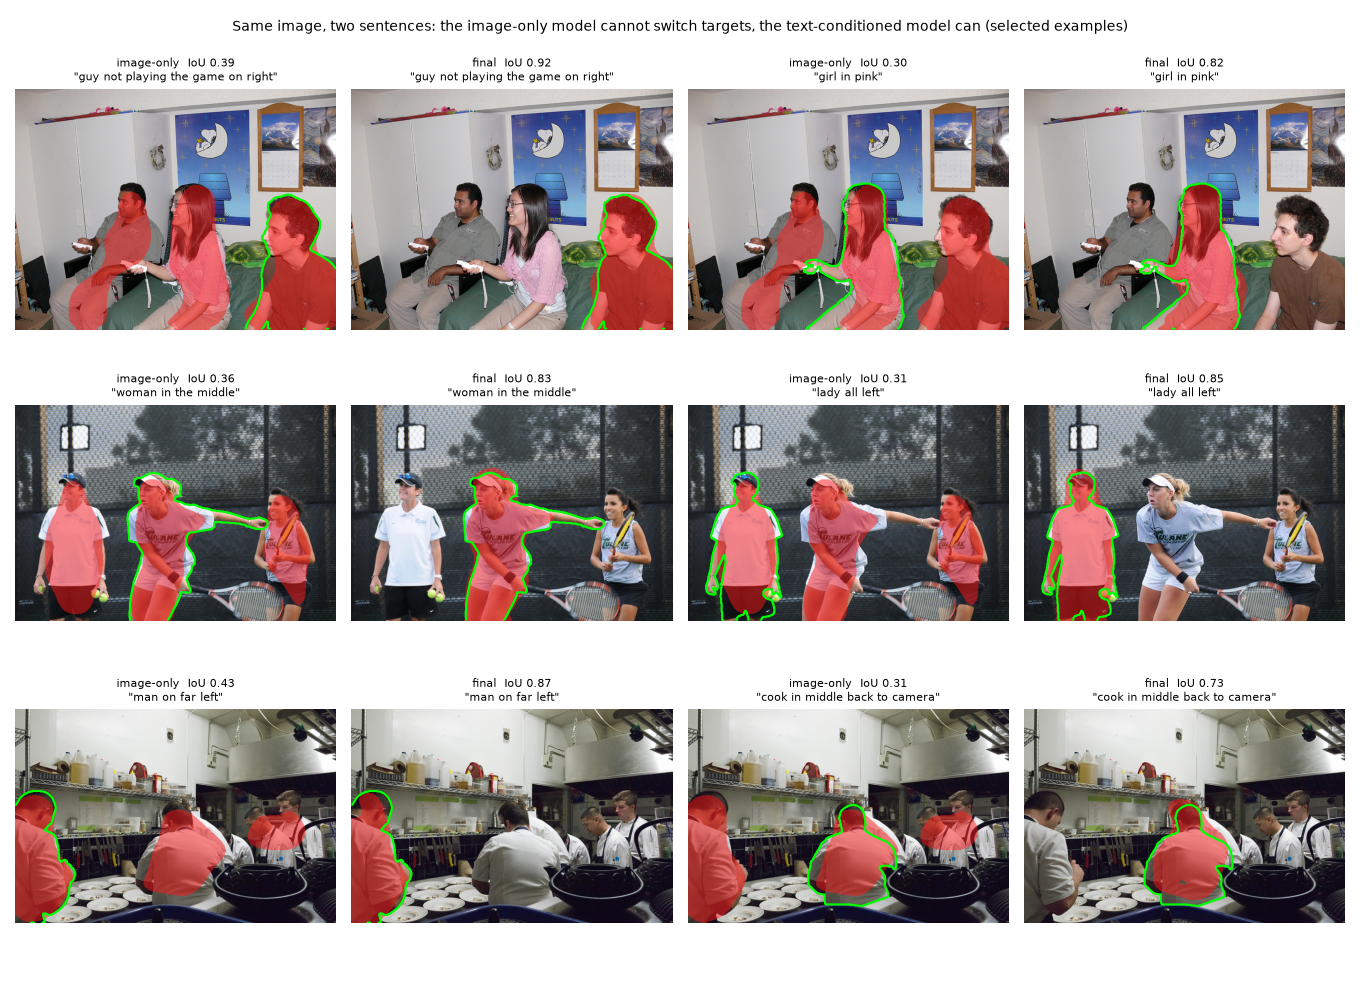 Same image, two sentences: the image-only model cannot switch targets, the text-conditioned model can (selected examples)
image-only  IoU 0.39
"guy not playing the game on right"
final  IoU 0.92
"guy not playing the game on right"
image-only  IoU 0.30
"girl in pink"
final  IoU 0.82
"girl in pink"
image-only  IoU 0.36
"woman in the middle"
final  IoU 0.83
"woman in the middle"
image-only  IoU 0.31
"lady all left"
final  IoU 0.85
"lady all left"
image-only  IoU 0.43
"man on far left"
final  IoU 0.87
"man on far left"
image-only  IoU 0.31
"cook in middle back to camera"
final  IoU 0.73
"cook in middle back to camera"